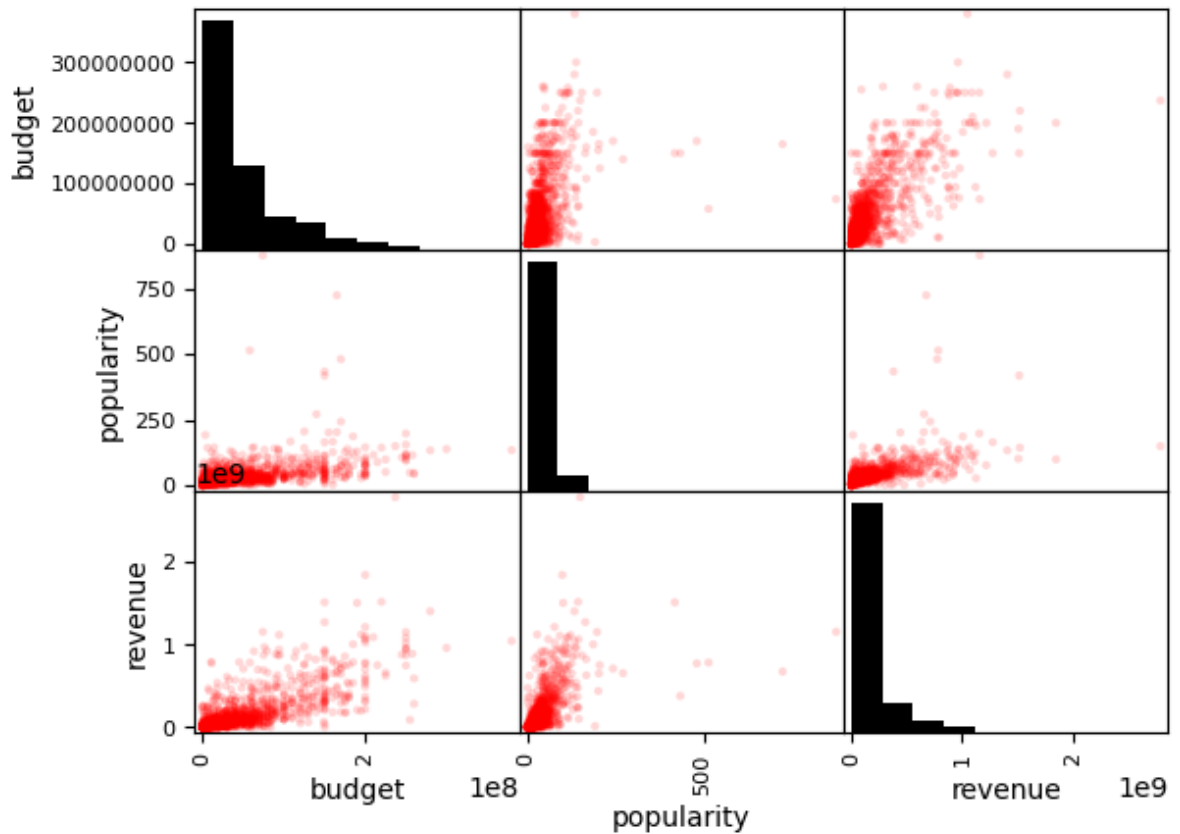 budget
300000000
200000000
100000000
0
popularity
750
500
250
0
1e9
revenue
2
1
0
0
2
budget
1e8
0
500
popularity
0
1
2
revenue
1e9